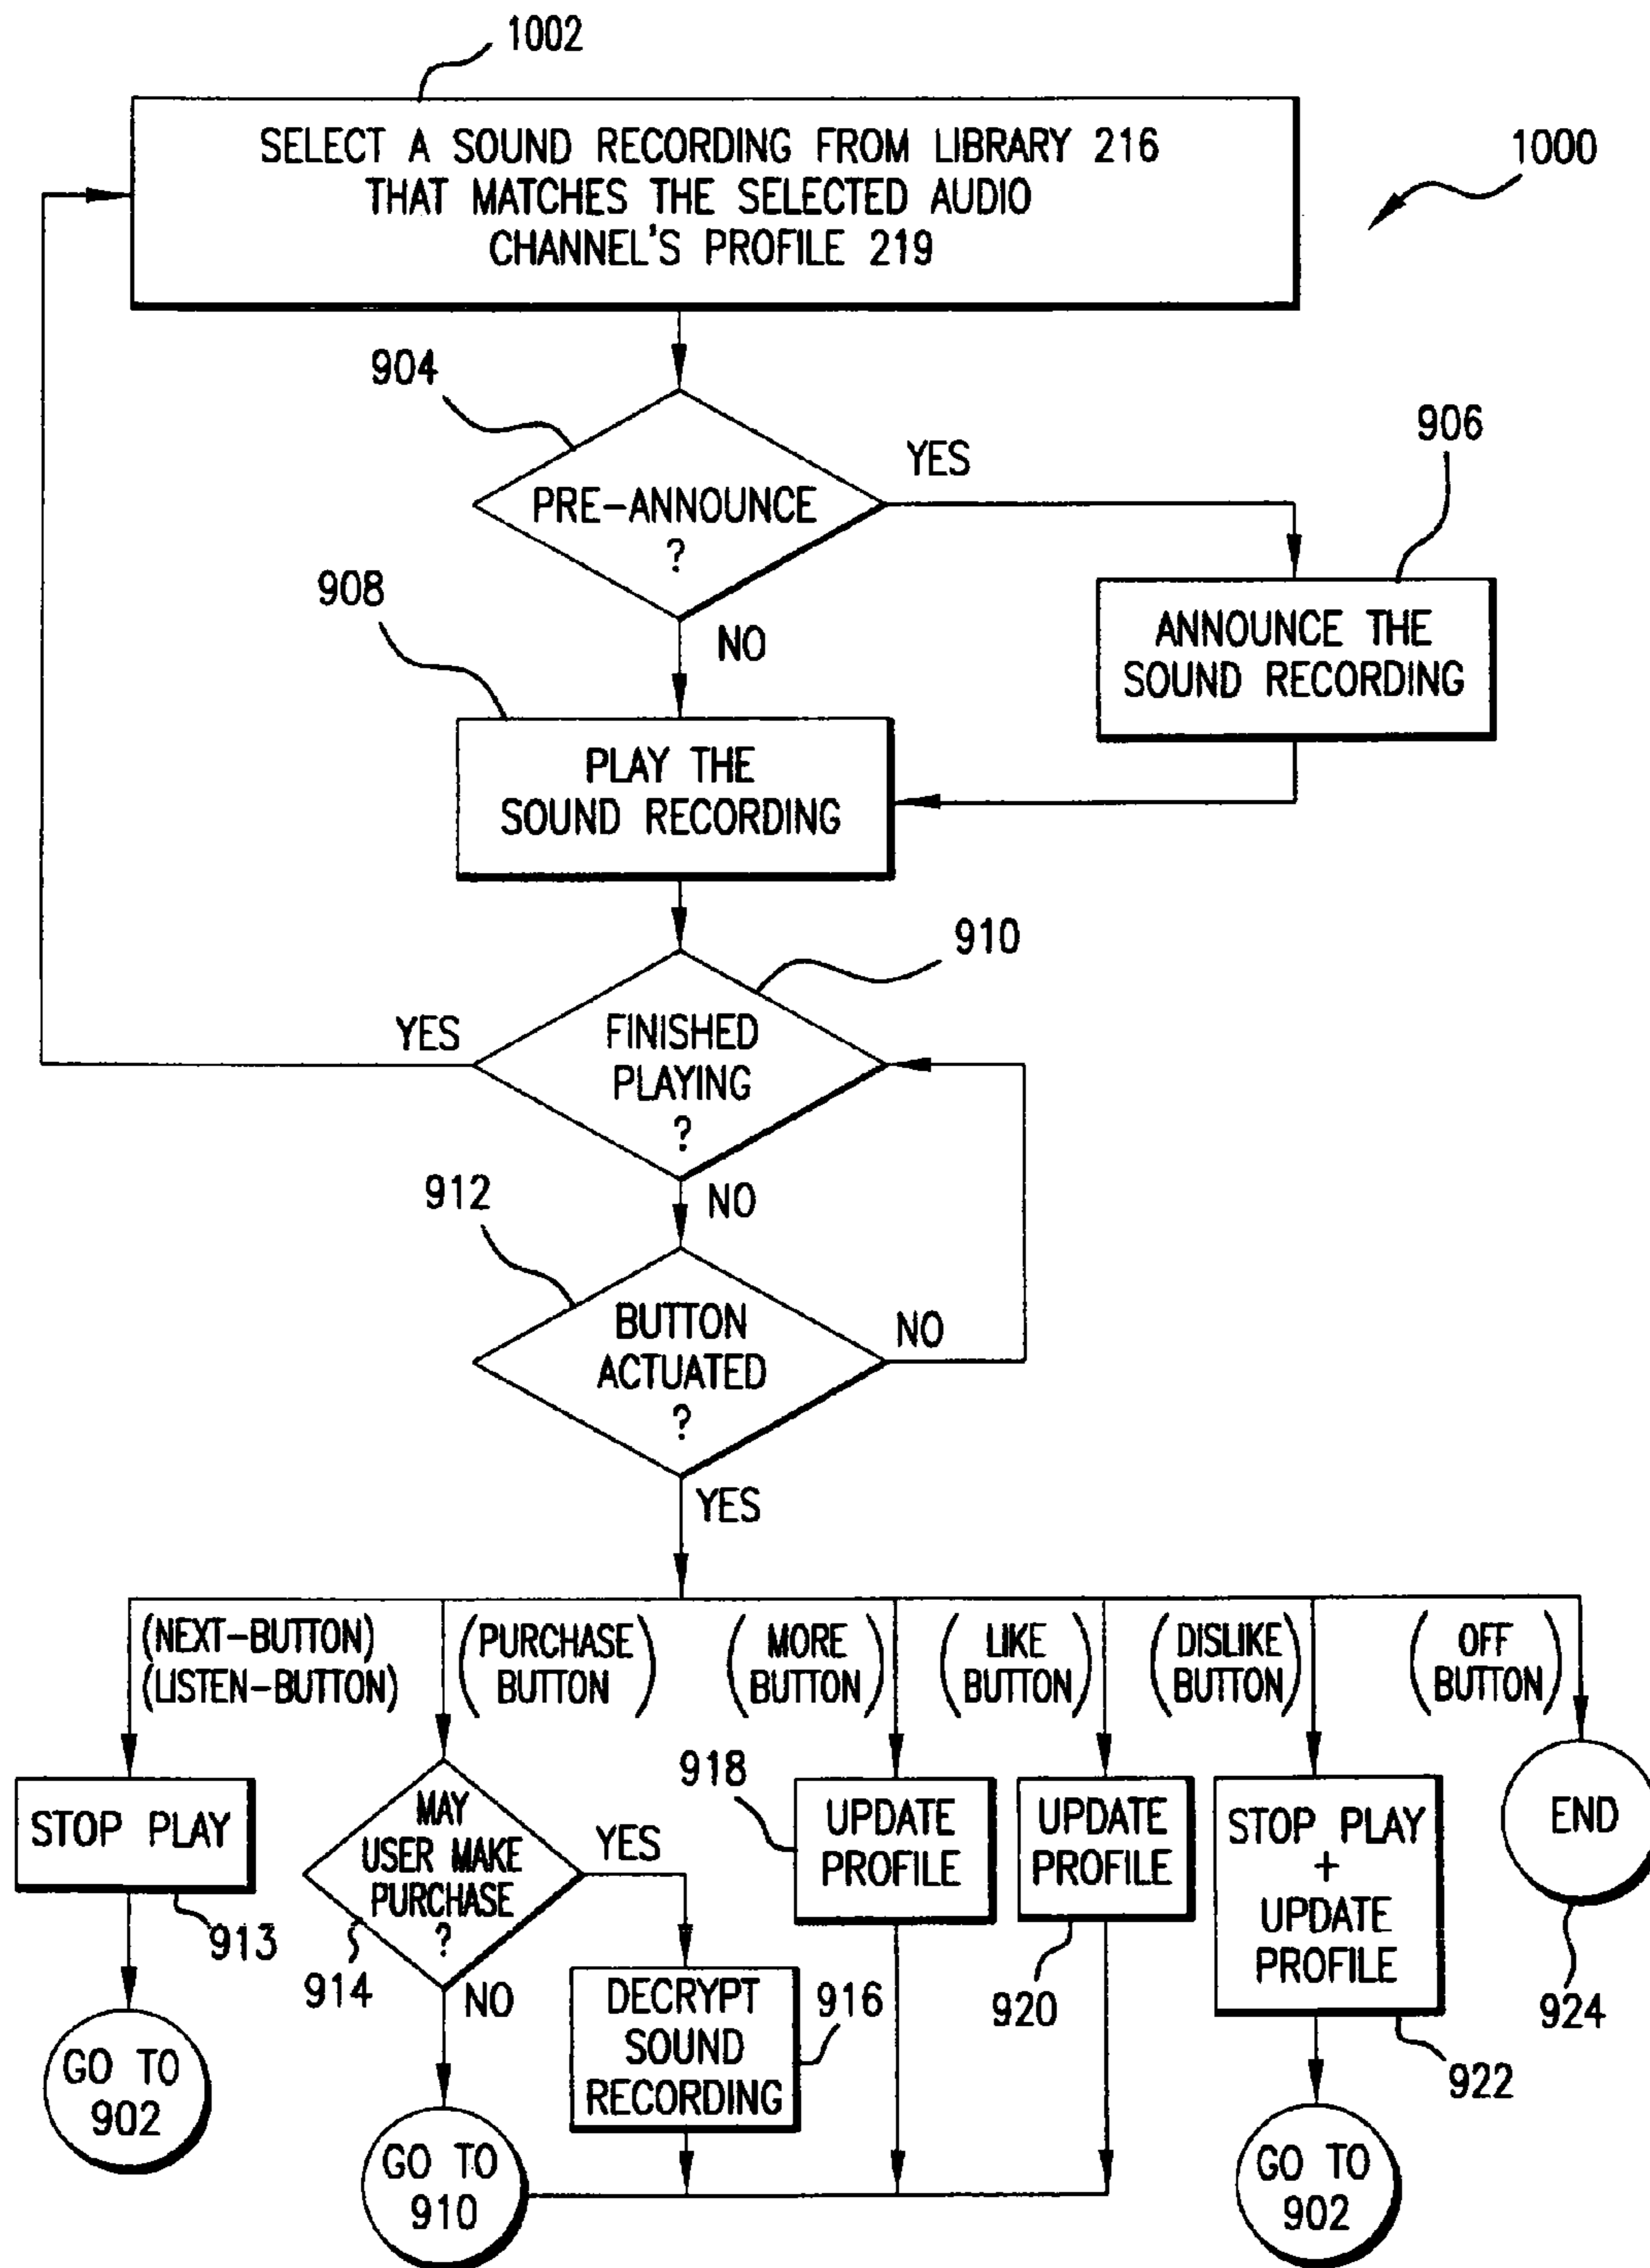 1002
SELECT A SOUND RECORDING FROM LIBRARY 216
THAT MATCHES THE SELECTED AUDIO
CHANNEL'S PROFILE 219
1000
904
PRE-ANNOUNCE
?
YES
906
NO
ANNOUNCE THE
SOUND RECORDING
908
PLAY THE
SOUND RECORDING
910
FINISHED
PLAYING
?
YES
NO
912
BUTTON
ACTUATED
?
NO
YES
(NEXT-BUTTON)
(LISTEN-BUTTON)
(PURCHASE
BUTTON)
(MORE
BUTTON)
(LIKE
BUTTON)
(DISLIKE
BUTTON)
(OFF
BUTTON)
STOP PLAY
913
GO TO
902
MAY
USER MAKE
PURCHASE
?
914
YES
NO
DECRYPT
SOUND
RECORDING
916
GO TO
910
918
UPDATE
PROFILE
UPDATE
PROFILE
920
STOP PLAY
+
UPDATE
PROFILE
922
GO TO
902
END
924